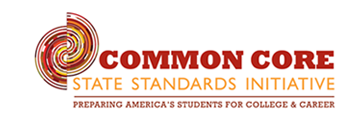 COMMON CORE
STATE STANDARDS INITIATIVE
PREPARING AMERICA'S STUDENTS FOR COLLEGE & CAREER